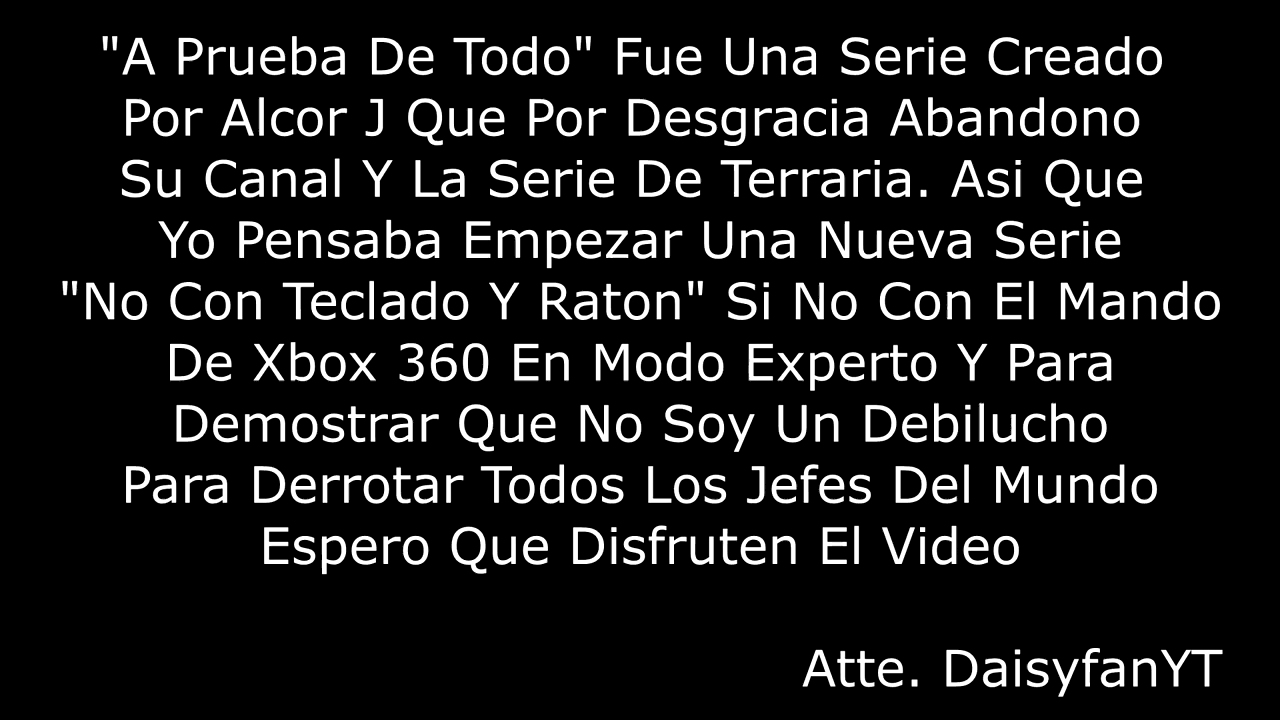 "A Prueba De Todo" Fue Una Serie Creado
Por Alcor J Que Por Desgracia Abandono
Su Canal Y La Serie De Terraria. Asi Que
Yo Pensaba Empezar Una Nueva Serie
"No Con Teclado Y Raton" Si No Con El Mando
De Xbox 360 En Modo Experto Y Para
Demostrar Que No Soy Un Debilucho
Para Derrotar Todos Los Jefes Del Mundo
Espero Que Disfruten El Video
Atte. DaisyfanYT